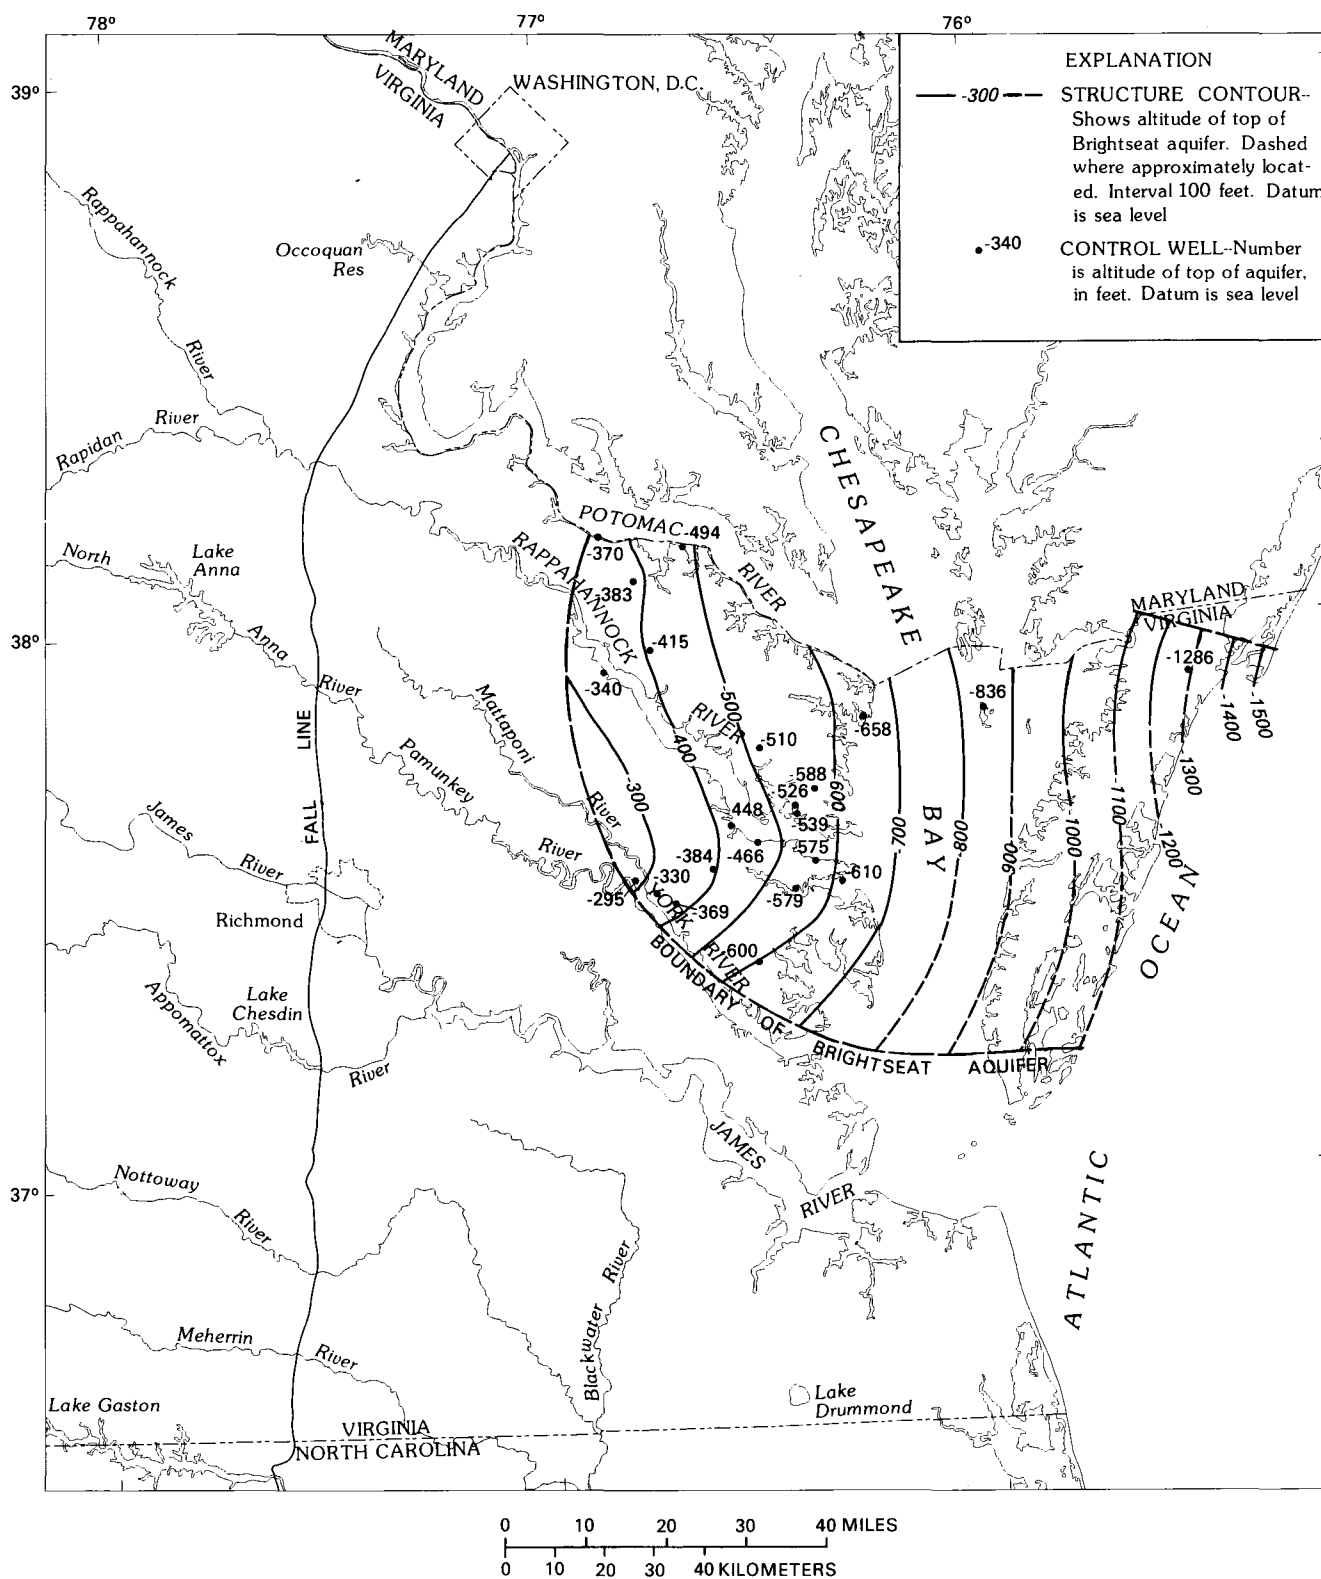 78°
77°
76°
39°
38°
37°
MARYLAND
VIRGINIA
WASHINGTON, D.C.
EXPLANATION
-300
STRUCTURE CONTOUR--
Shows altitude of top of
Brightseat aquifer. Dashed
where approximately locat-
ed. Interval 100 feet. Datum
is sea level
-340
CONTROL WELL--Number
is altitude of top of aquifer,
in feet. Datum is sea level
Rappahannock
River
Occoquan
Res
Rapidan
River
North
Anna
River
Lake
Anna
CHESAPEAKE
BAY
POTOMAC
RIVER
RAPPAHANNOCK
RIVER
MARYLAND
VIRGINIA
-494
-370
-383
-415
-340
-510
-658
-836
-1286
-588
-526
-539
-448
-466
-575
-384
-330
-295
-369
-579
-610
-600
-300
-400
-500
-600
-700
-800
-900
-1000
-1100
-1200
-1300
-1400
-1500
Mattaponi
River
Pamunkey
River
YORK
RIVER
FALL LINE
James
River
Richmond
Appomattox
River
Lake
Chesdin
BOUNDARY OF BRIGHTSEAT AQUIFER
JAMES
RIVER
ATLANTIC
OCEAN
Nottoway
River
Blackwater
River
Meherrin
River
Lake Gaston
Lake
Drummond
VIRGINIA
NORTH CAROLINA
0 10 20 30 40 MILES
0 10 20 30 40 KILOMETERS